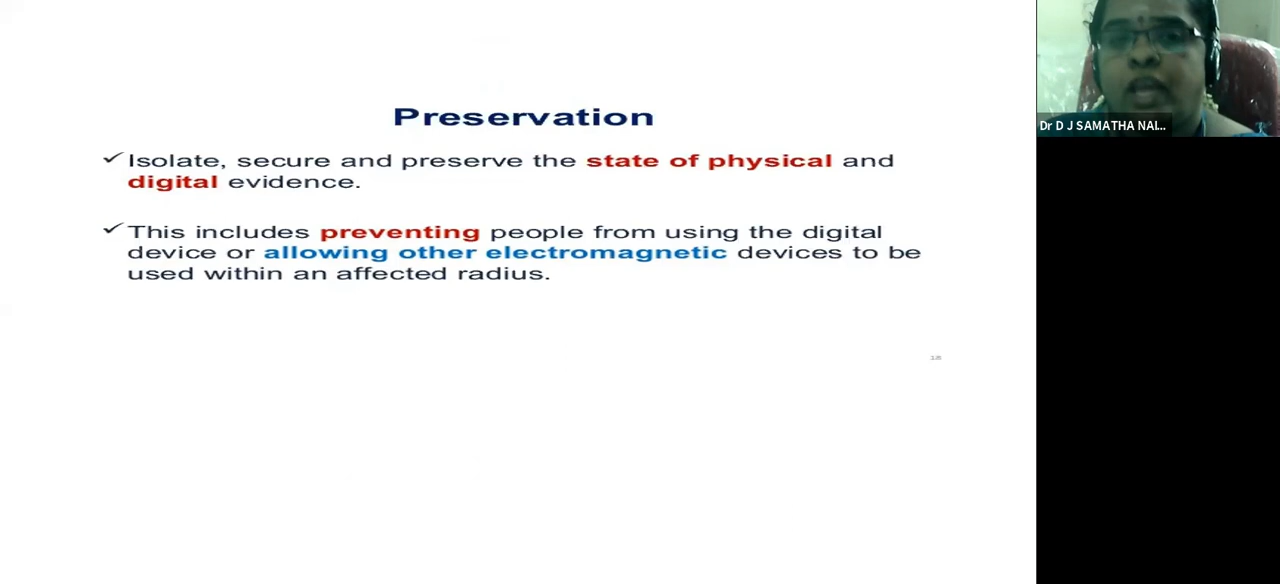 Preservation
✓Isolate, secure and preserve the state of physical and
digital evidence.
✓This includes preventing people from using the digital
device or allowing other electromagnetic devices to be
used within an affected radius.
Dr D J SAMATHA NAI...